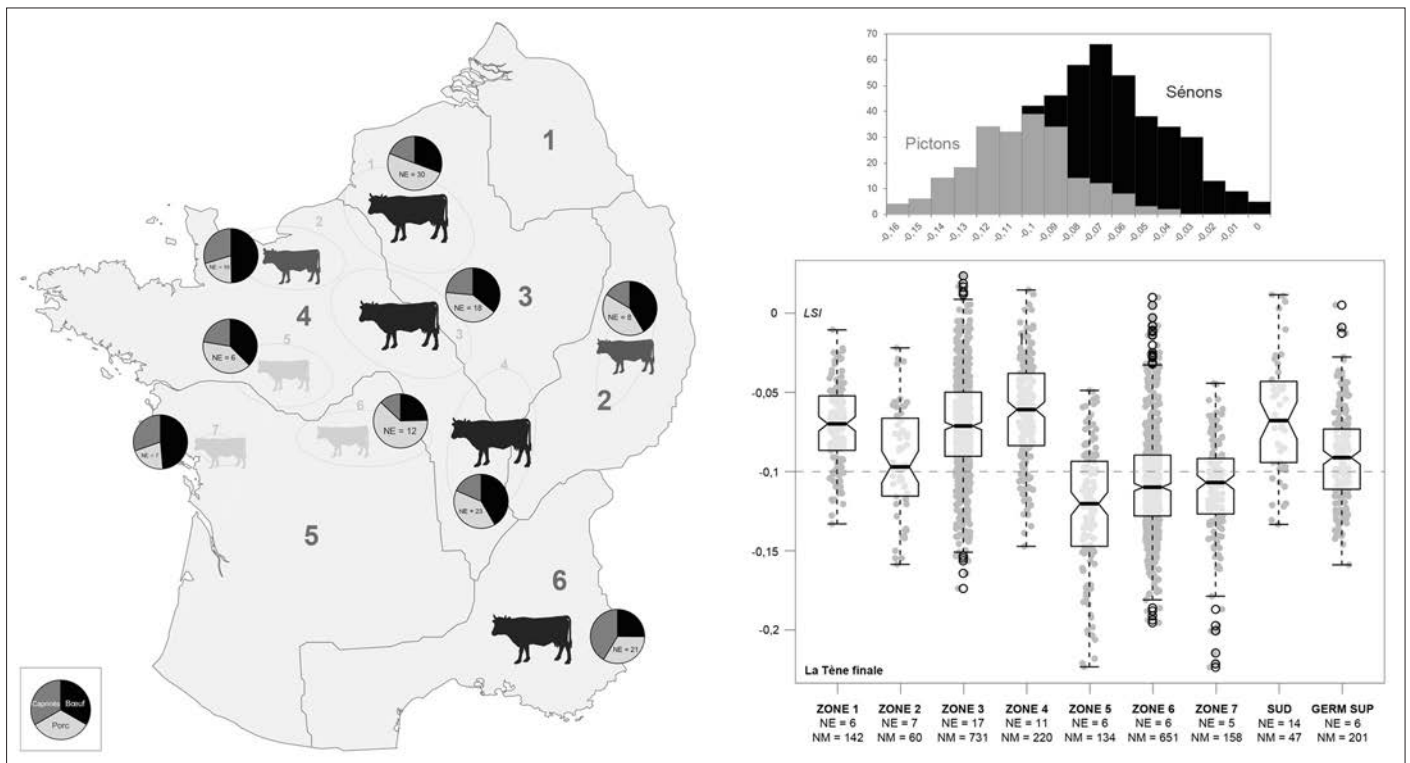 1
1
NE = 30
2
NE = 18
3
3
4
NE = 8
5
NE = 6
3
4
2
6
NE = 12
7
5
NE = 23
6
NE = 21
Caprinés
Bœuf
Porc
70
60
50
40
30
20
10
0
Pictons
Sénons
-0,16
-0,15
-0,14
-0,13
-0,12
-0,11
-0,1
-0,09
-0,08
-0,07
-0,06
-0,05
-0,04
-0,03
-0,02
-0,01
0
0
LSI
-0,05
-0,1
-0,15
-0,2
La Tène finale
ZONE 1 ZONE 2 ZONE 3 ZONE 4 ZONE 5 ZONE 6 ZONE 7 SUD GERM SUP
NE = 6 NE = 7 NE = 17 NE = 11 NE = 6 NE = 6 NE = 5 NE = 14 NE = 6
NM = 142 NM = 60 NM = 731 NM = 220 NM = 134 NM = 651 NM = 158 NM = 47 NM = 201